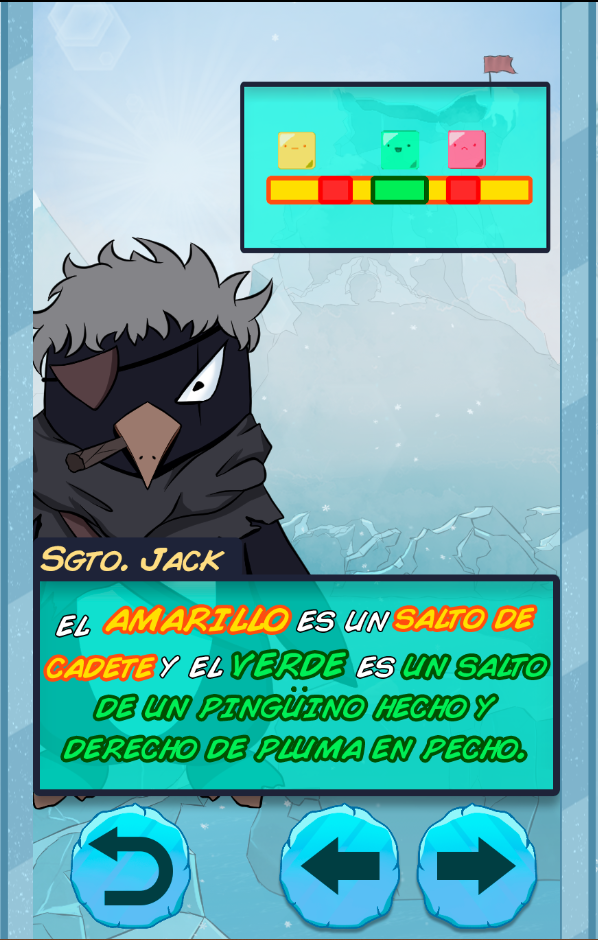 Sgto. Jack
EL AMARILLO ES UN SALTO DE
CADETE Y EL VERDE ES UN SALTO
DE UN PINGÜINO HECHO Y
DERECHO DE PLUMA EN PECHO.